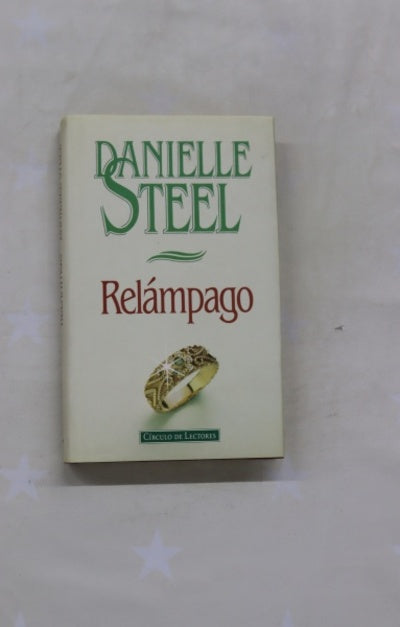 DANIELLE
STEEL
Relámpago
CÍRCULO DE LECTORES